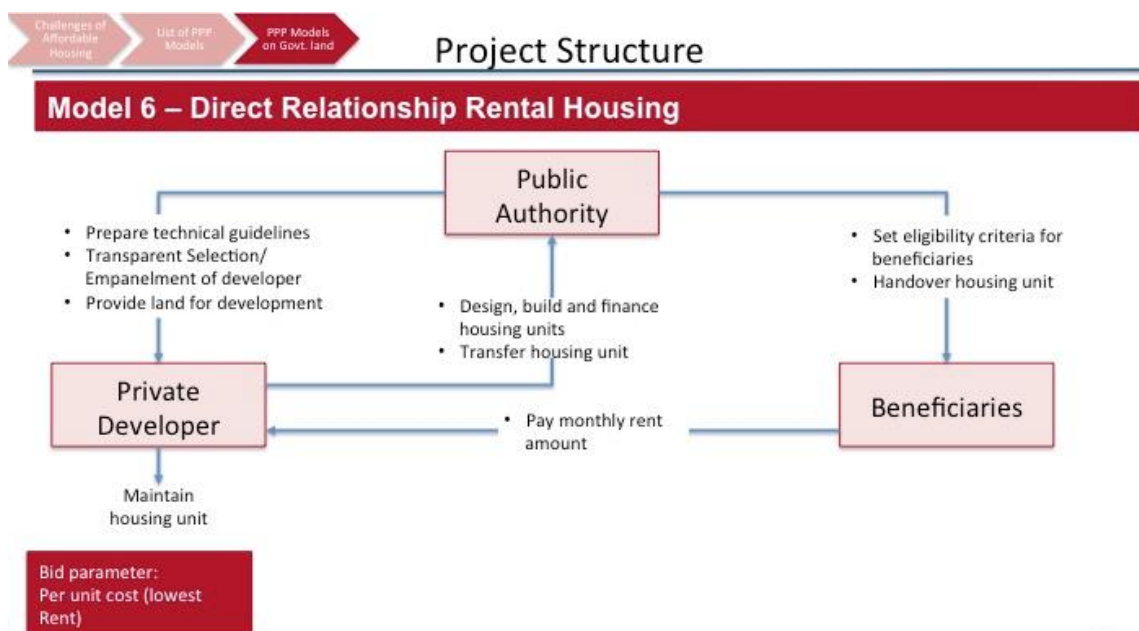 Challenges of
Affordable
Housing
List of PPP
Models
PPP Models
on Govt. land
Project Structure
Model 6 – Direct Relationship Rental Housing
Public
Authority
• Prepare technical guidelines
• Transparent Selection/
Empanelment of developer
• Provide land for development
• Set eligibility criteria for
beneficiaries
• Handover housing unit
• Design, build and finance
housing units
• Transfer housing unit
Private
Developer
Beneficiaries
• Pay monthly rent
amount
Maintain
housing unit
Bid parameter:
Per unit cost (lowest
Rent)